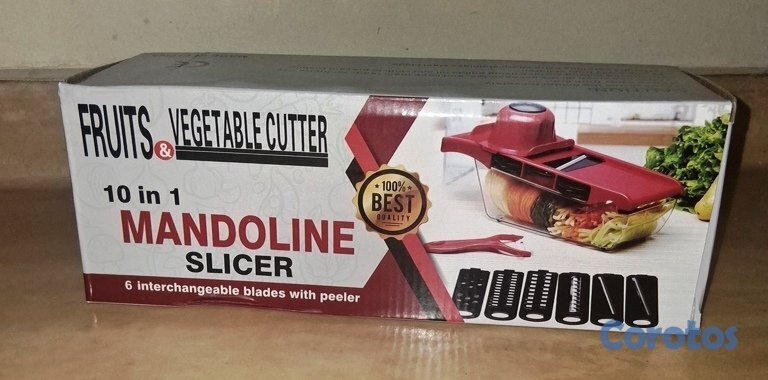 FRUITS & VEGETABLE CUTTER
10 in 1
MANDOLINE
SLICER
6 interchangeable blades with peeler
100%
BEST
QUALITY
Corotos